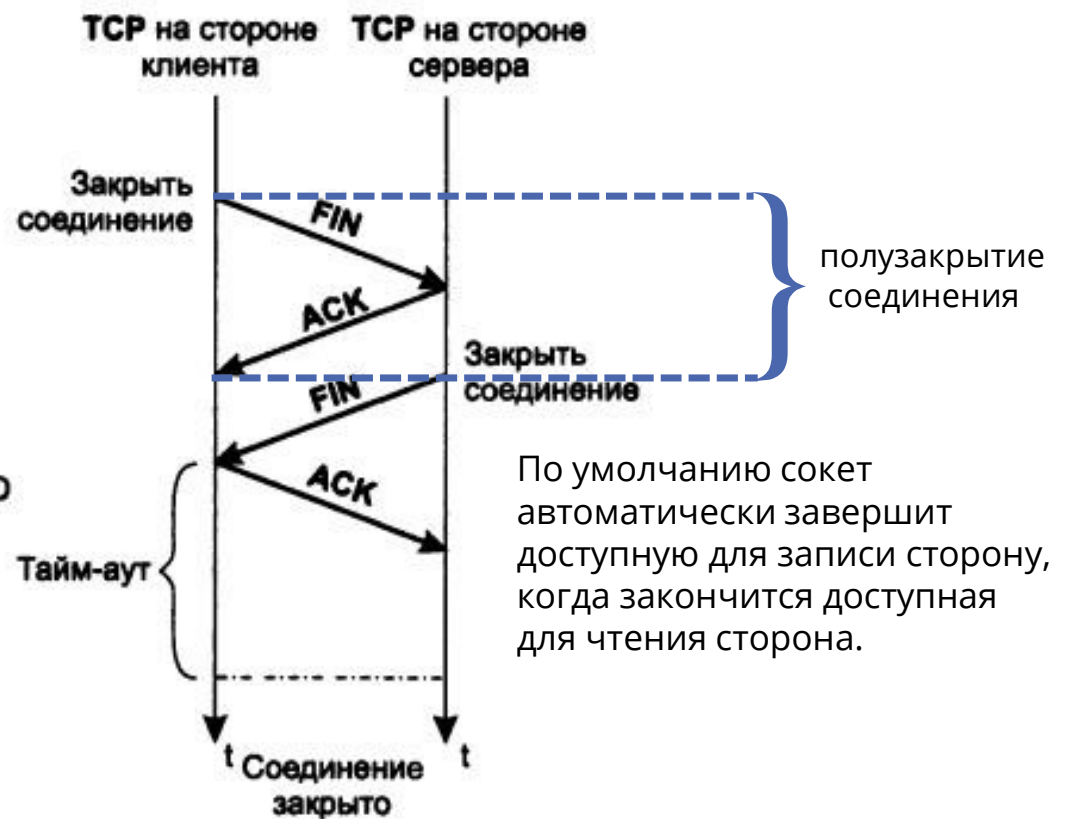 TCP на стороне
клиента
TCP на стороне
сервера
Закрыть
соединение
FIN
полузакрытие
соединения
ACK
Закрыть
соединение
FIN
ACK
По умолчанию сокет
автоматически завершит
доступную для записи сторону,
когда закончится доступная
для чтения сторона.
о
Тайм-аут
t
t
Соединение
закрыто